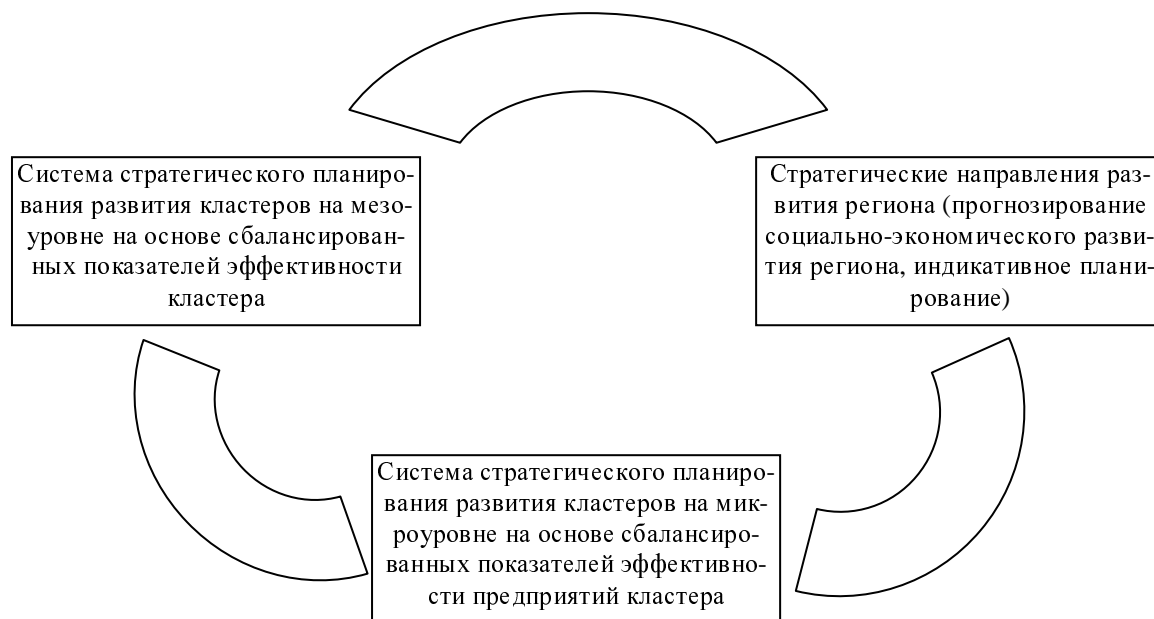 Система стратегического планиро-
вания развития кластеров на мезо-
уровне на основе сбалансирован-
ных показателей эффективности
кластера
Стратегические направления раз-
вития региона (прогнозирование
социально-экономического разви-
тия региона, индикативное плани-
рование)
Система стратегического планиро-
вания развития кластеров на мик-
роуровне на основе сбалансиро-
ванных показателей эффективно-
сти предприятий кластера